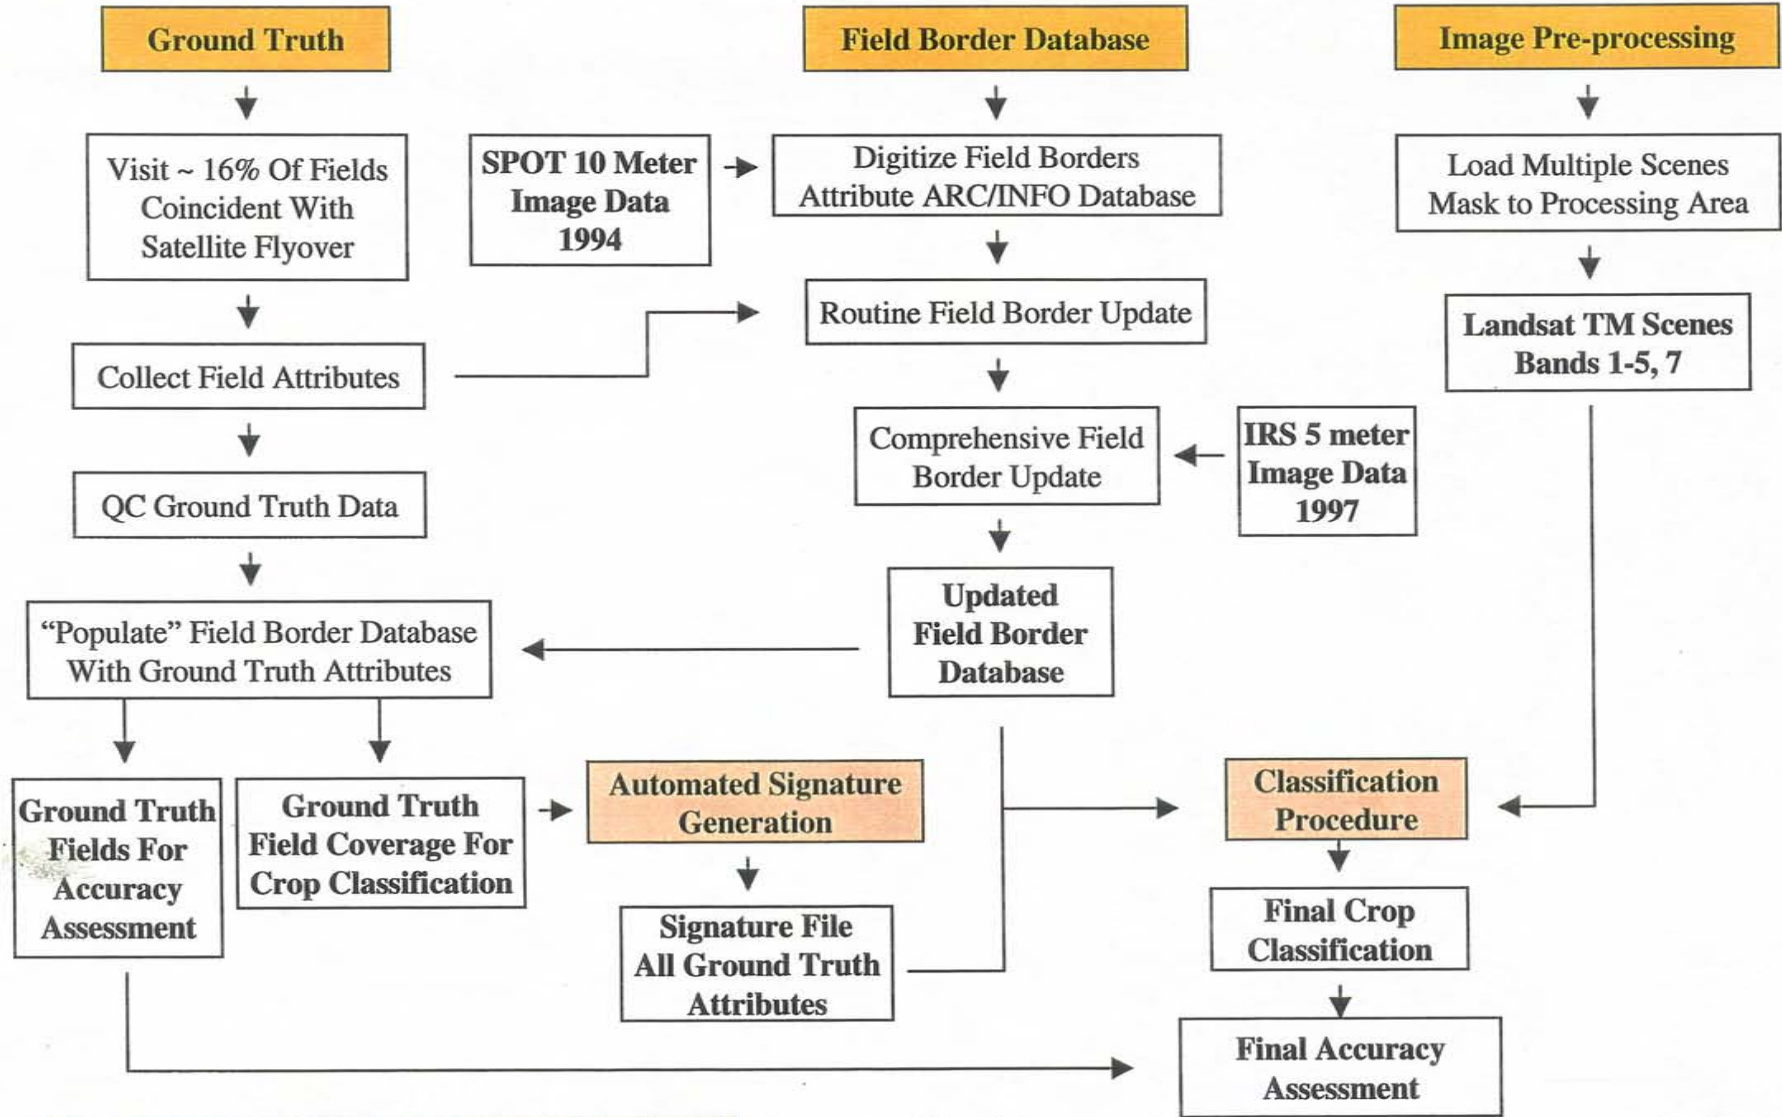 Ground Truth
Field Border Database
Image Pre-processing
Visit ~ 16% Of Fields
Coincident With
Satellite Flyover
SPOT 10 Meter
Image Data
1994
Digitize Field Borders
Attribute ARC/INFO Database
Load Multiple Scenes
Mask to Processing Area
Routine Field Border Update
Landsat TM Scenes
Bands 1-5, 7
Collect Field Attributes
Comprehensive Field
Border Update
IRS 5 meter
Image Data
1997
QC Ground Truth Data
Updated
Field Border
Database
“Populate” Field Border Database
With Ground Truth Attributes
Ground Truth
Fields For
Accuracy
Assessment
Ground Truth
Field Coverage For
Crop Classification
Automated Signature
Generation
Classification
Procedure
Signature File
All Ground Truth
Attributes
Final Crop
Classification
Final Accuracy
Assessment